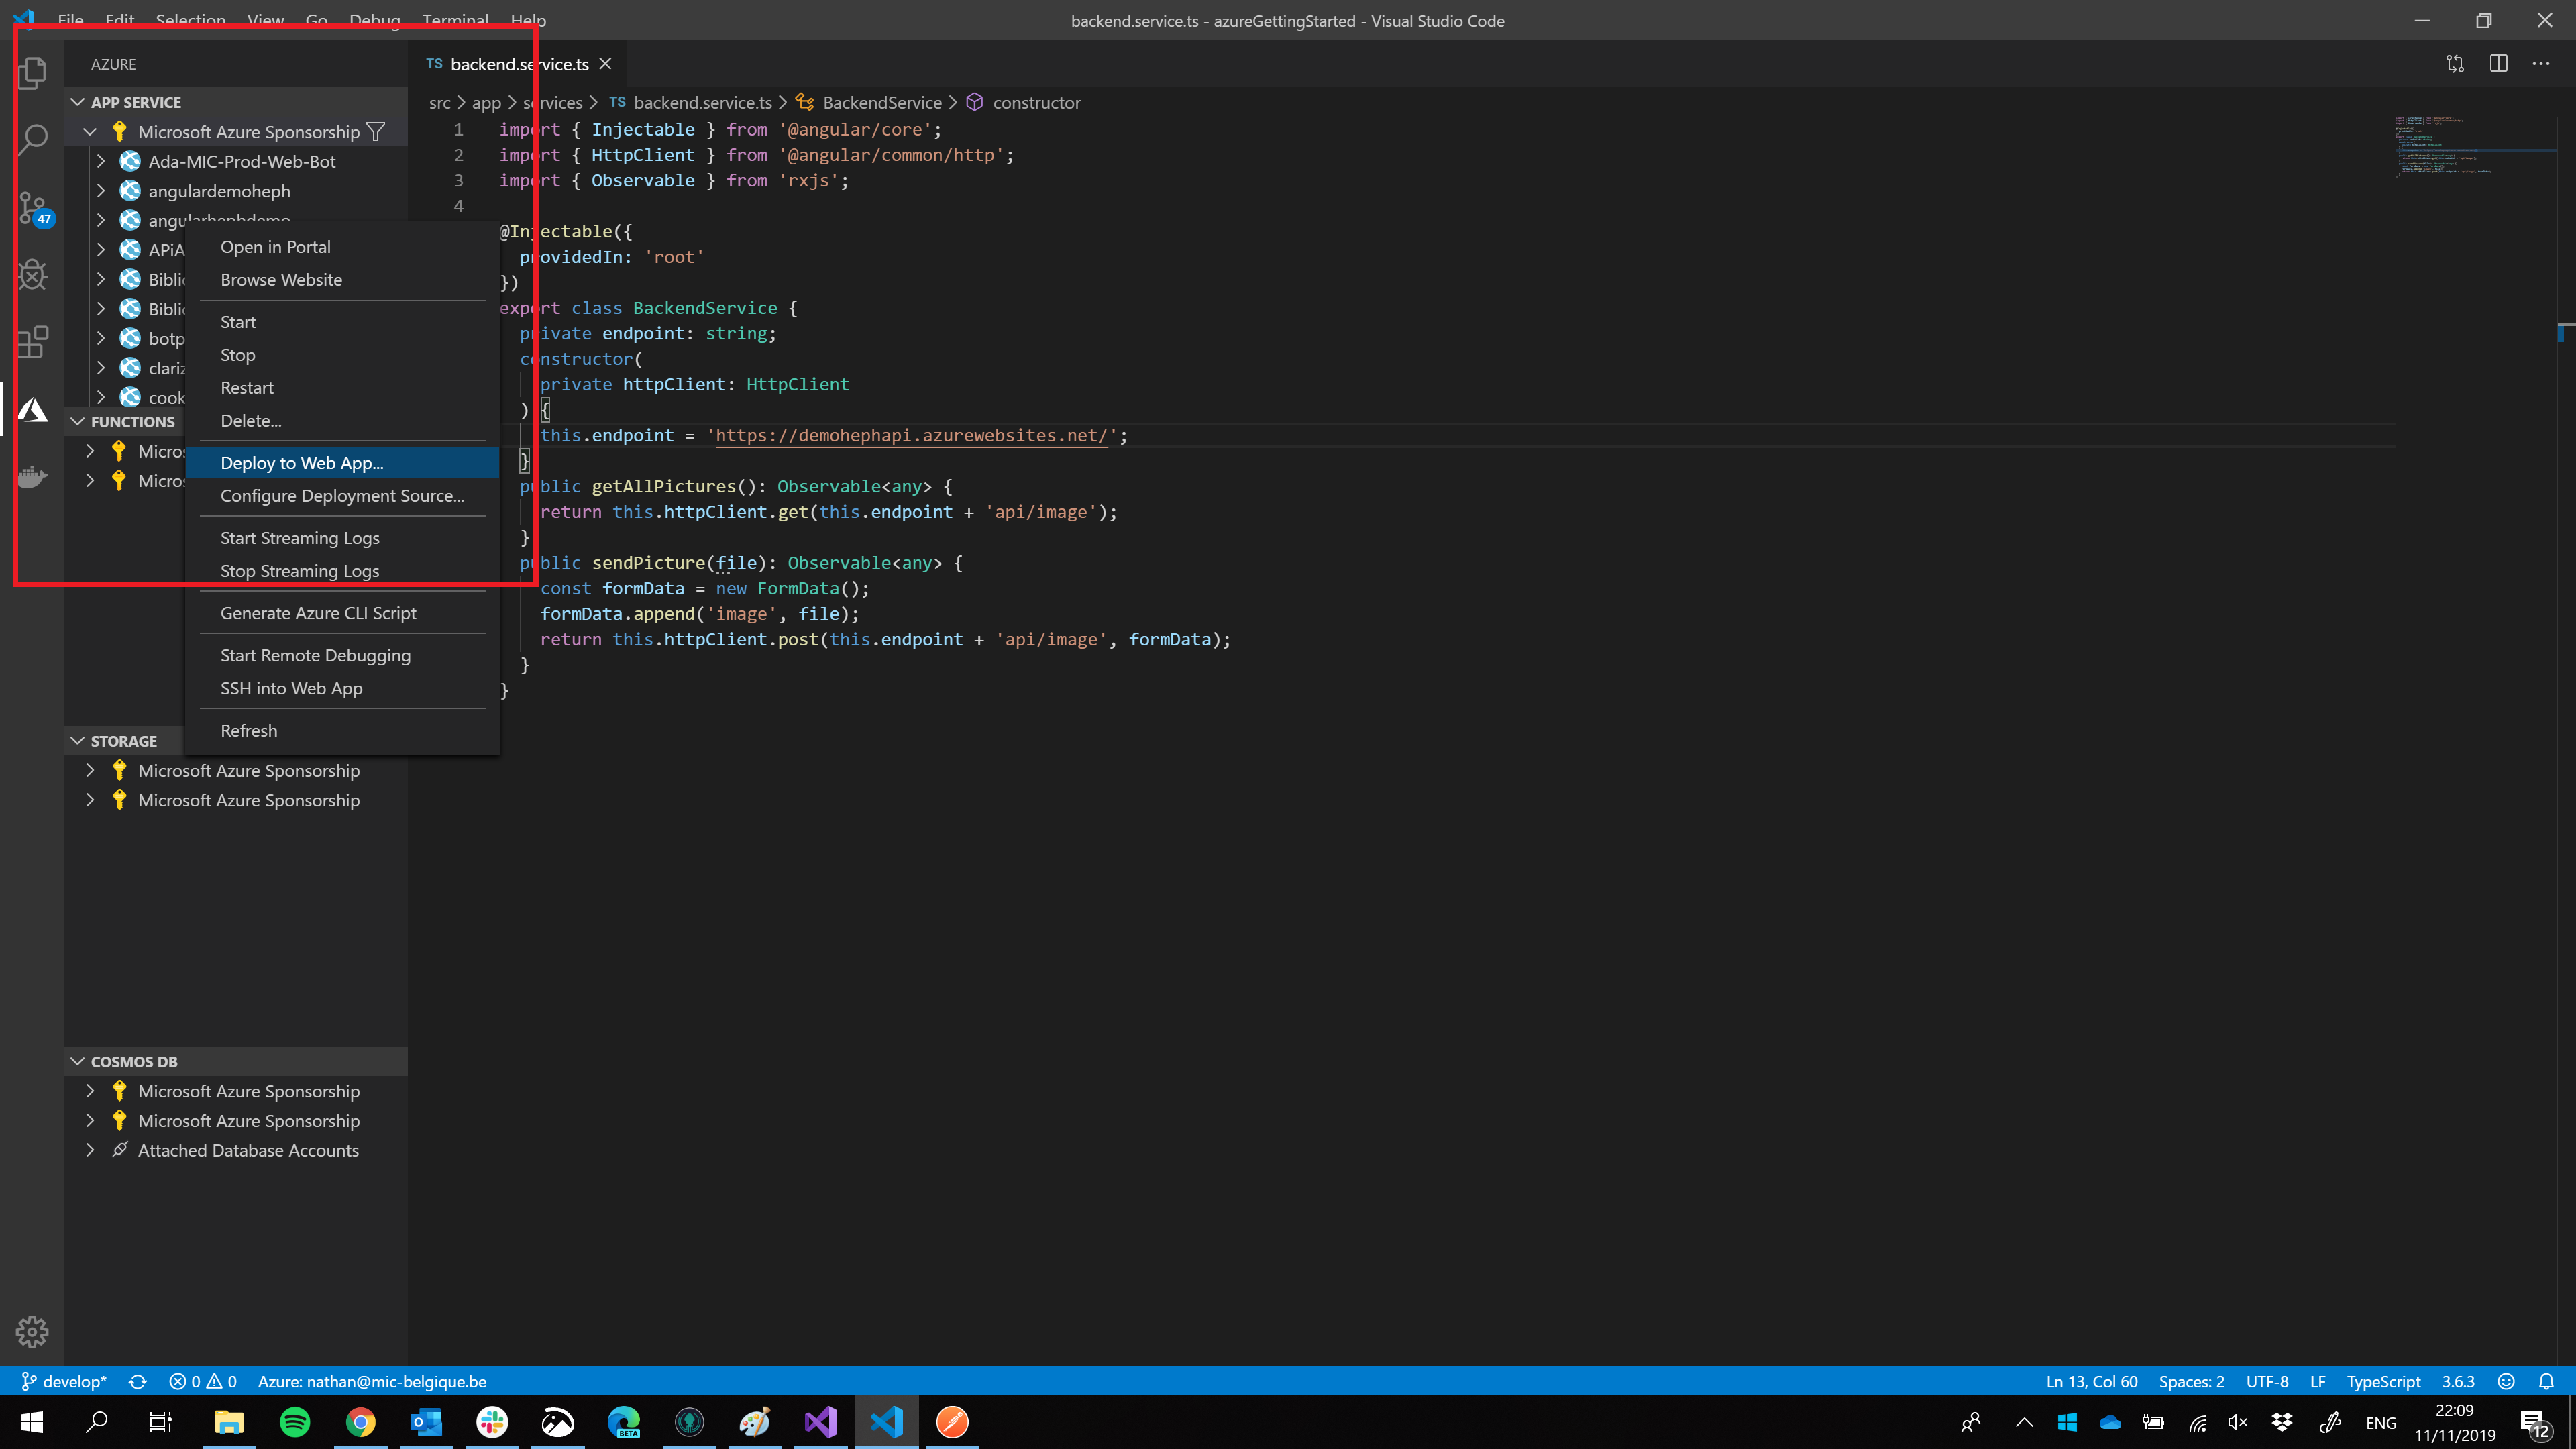 File Edit Selection View Go Debug Terminal Help
backend.service.ts - azureGettingStarted - Visual Studio Code
AZURE
APP SERVICE
Microsoft Azure Sponsorship
Ada-MIC-Prod-Web-Bot
angulardemoheph
angularhephdemo
APiA
Biblic
Biblic
botp
clariz
cook
FUNCTIONS
Micros
Micros
47
Open in Portal
Browse Website
Start
Stop
Restart
Delete...
Deploy to Web App...
Configure Deployment Source...
Start Streaming Logs
Stop Streaming Logs
Generate Azure CLI Script
Start Remote Debugging
SSH into Web App
Refresh
STORAGE
Microsoft Azure Sponsorship
Microsoft Azure Sponsorship
COSMOS DB
Microsoft Azure Sponsorship
Microsoft Azure Sponsorship
Attached Database Accounts
TS backend.service.ts
src > app > services > TS backend.service.ts > BackendService > constructor
1 import { Injectable } from '@angular/core';
2 import { HttpClient } from '@angular/common/http';
3 import { Observable } from 'rxjs';
4
@Injectable({
providedIn: 'root'
})
export class BackendService {
private endpoint: string;
constructor(
private httpClient: HttpClient
) {
this.endpoint = 'https://demohephapi.azurewebsites.net/';
}
public getAllPictures(): Observable<any> {
return this.httpClient.get(this.endpoint + 'api/image');
}
public sendPicture(file): Observable<any> {
const formData = new FormData();
formData.append('image', file);
return this.httpClient.post(this.endpoint + 'api/image', formData);
}
}
develop* 0 0 Azure: nathan@mic-belgique.be
Ln 13, Col 60 Spaces: 2 UTF-8 LF TypeScript 3.6.3
BETA
ENG
22:09
11/11/2019
12